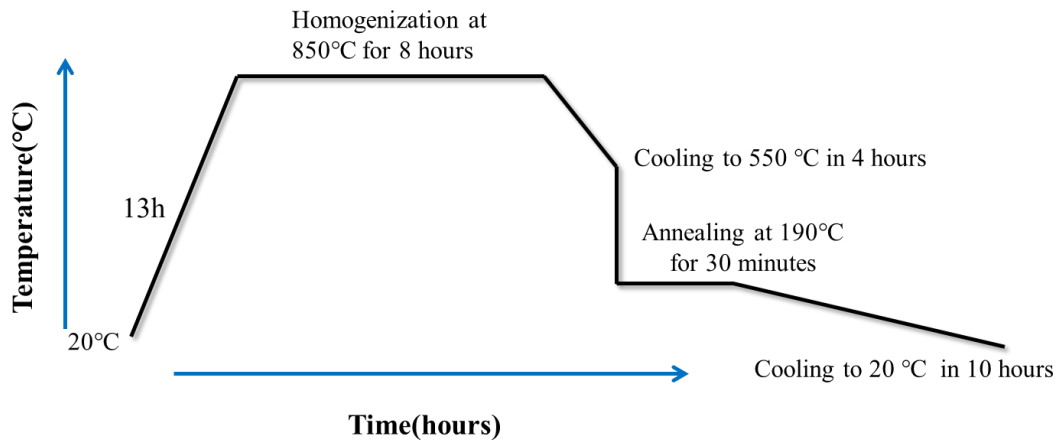 Homogenization at
850°C for 8 hours
Temperature(°C)
13h
Cooling to 550 °C in 4 hours
Annealing at 190°C
for 30 minutes
20°C
Cooling to 20 °C in 10 hours
Time(hours)